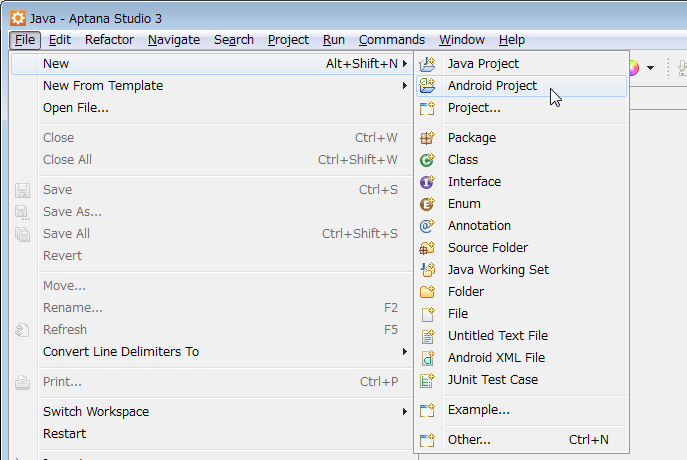 Java - Aptana Studio 3
File Edit Refactor Navigate Search Project Run Commands Window Help
New Alt+Shift+N
New From Template
Open File...
Close Ctrl+W
Close All Ctrl+Shift+W
Save Ctrl+S
Save As...
Save All Ctrl+Shift+S
Revert
Move...
Rename... F2
Refresh F5
Convert Line Delimiters To
Print... Ctrl+P
Switch Workspace
Restart
Java Project
Android Project
Project...
Package
Class
Interface
Enum
Annotation
Source Folder
Java Working Set
Folder
File
Untitled Text File
Android XML File
JUnit Test Case
Example...
Other... Ctrl+N